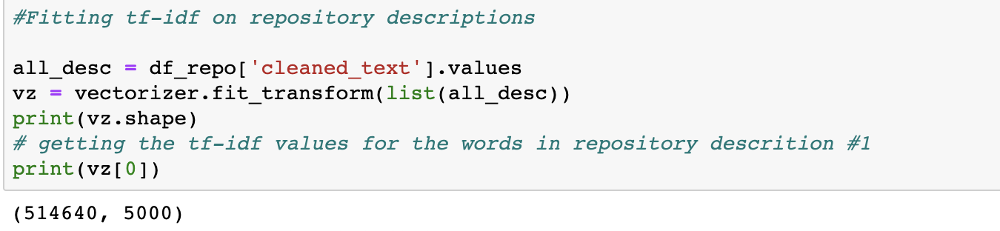 #Fitting tf-idf on repository descriptions
all_desc = df_repo['cleaned_text'].values
vz = vectorizer.fit_transform(list(all_desc))
print(vz.shape)
# getting the tf-idf values for the words in repository descrition #1
print(vz[0])
(514640, 5000)